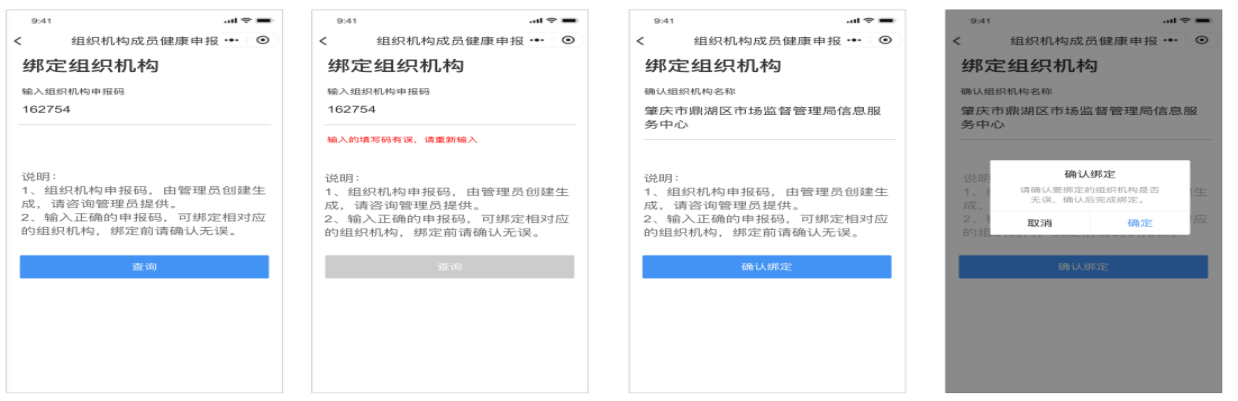 9:41
组织机构成员健康申报
绑定组织机构
输入组织机构申报码
162754
说明:
1、组织机构申报码，由管理员创建生
成，请咨询管理员提供。
2、输入正确的申报码，可绑定相对应
的组织机构，绑定前请确认无误。
查询
9:41
组织机构成员健康申报
绑定组织机构
输入组织机构申报码
162754
输入的填写码有误，请重新输入
说明:
1、组织机构申报码，由管理员创建生
成，请咨询管理员提供。
2、输入正确的申报码，可绑定相对应
的组织机构，绑定前请确认无误。
查询
9:41
组织机构成员健康申报
绑定组织机构
确认组织机构名称
肇庆市鼎湖区市场监督管理局信息服
务中心
说明:
1、组织机构申报码，由管理员创建生
成，请咨询管理员提供。
2、输入正确的申报码，可绑定相对应
的组织机构，绑定前请确认无误。
确认绑定
9:41
组织机构成员健康申报
绑定组织机构
确认组织机构名称
肇庆市鼎湖区市场监督管理局信息服
务中心
确认绑定
请确认要绑定的组织机构是否
无误，确认后完成绑定。
取消
确定
确认绑定